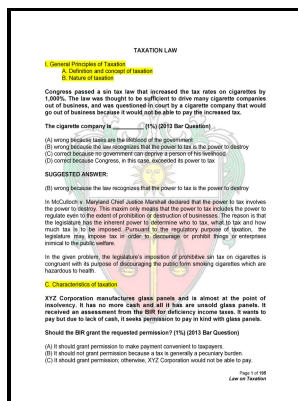 TAXATION LAW
I. General Principles of Taxation
A. Definition and concept of taxation
B. Nature of taxation
Congress passed a sin tax law that increased the tax rates on cigarettes by
1,000%. The law was thought to be sufficient to drive many cigarette companies
out of business, and was questioned in court by a cigarette company that would
go out of business because it would not be able to pay the increased tax.
The cigarette company is ________ (1%) (2013 Bar Question)
(A) wrong because taxes are the lifeblood of the government
(B) wrong because the law recognizes that the power to tax is the power to destroy
(C) correct because no government can deprive a person of his livelihood
(D) correct because Congress, in this case, exceeded its power to tax
SUGGESTED ANSWER:
(B) wrong because the law recognizes that the power to tax is the power to destroy
In McCulloch v. Maryland Chief Justice Marshall declared that the power to tax involves
the power to destroy. This maxim only means that the power to tax includes the power to
regulate even to the extent of prohibition or destruction of businesses. The reason is that
the legislature has the inherent power to determine who to tax, what to tax and how
much tax is to be imposed. Pursuant to the regulatory purpose of taxation, the
legislature may impose tax in order to discourage or prohibit things or enterprises
inimical to the public welfare.
In the given problem, the legislature's imposition of prohibitive sin tax on cigarettes is
congruent with its purpose of discouraging the public form smoking cigarettes which are
hazardous to health.
C. Characteristics of taxation
XYZ Corporation manufactures glass panels and is almost at the point of
insolvency. It has no more cash and all it has are unsold glass panels. It
received an assessment from the BIR for deficiency income taxes. It wants to
pay but due to lack of cash, it seeks permission to pay in kind with glass panels.
Should the BIR grant the requested permission? (1%) (2013 Bar Question)
(A) It should grant permission to make payment convenient to taxpayers.
(B) It should not grant permission because a tax is generally a pecuniary burden.
(C) It should grant permission; otherwise, XYZ Corporation would not be able to pay.
Page 1 of 195
Law on Taxation